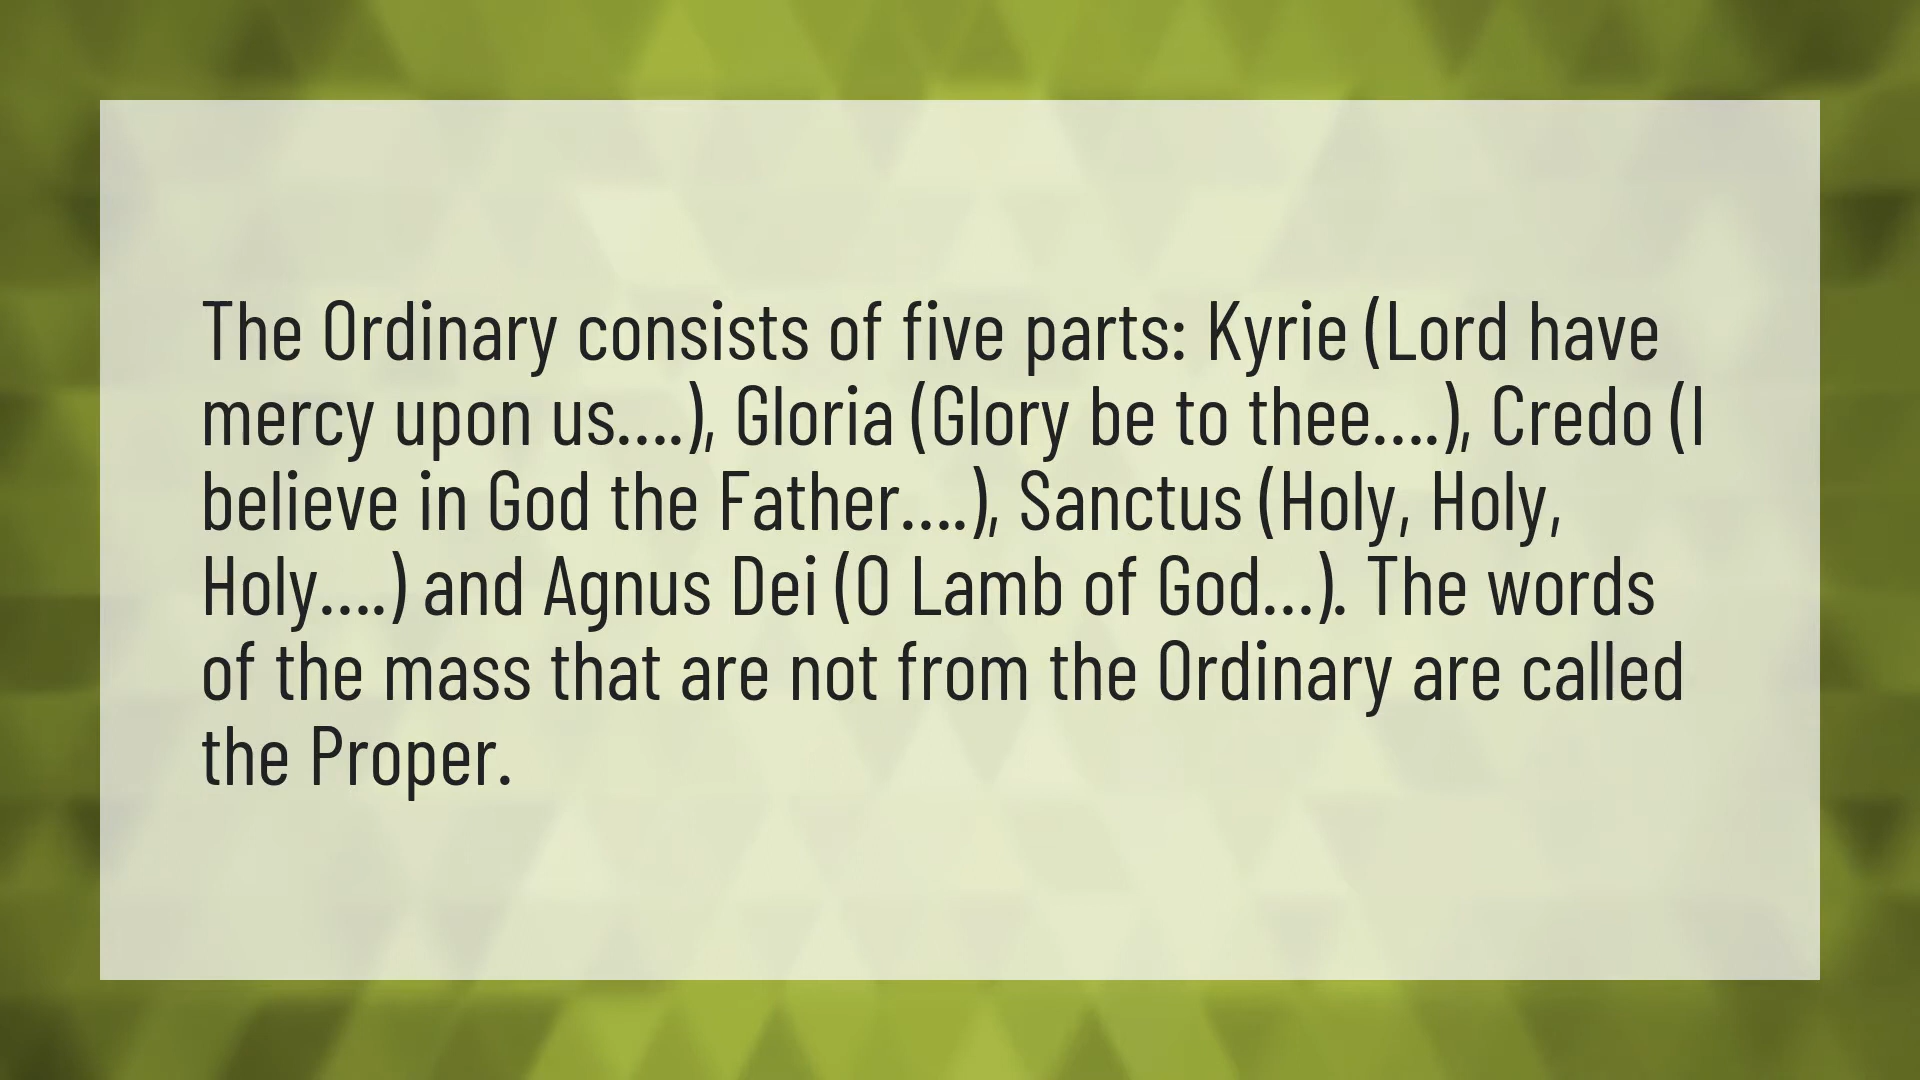 The Ordinary consists of five parts: Kyrie (Lord have
mercy upon us....), Gloria (Glory be to thee....), Credo (I
believe in God the Father....), Sanctus (Holy, Holy,
Holy....) and Agnus Dei (O Lamb of God...). The words
of the mass that are not from the Ordinary are called
the Proper.